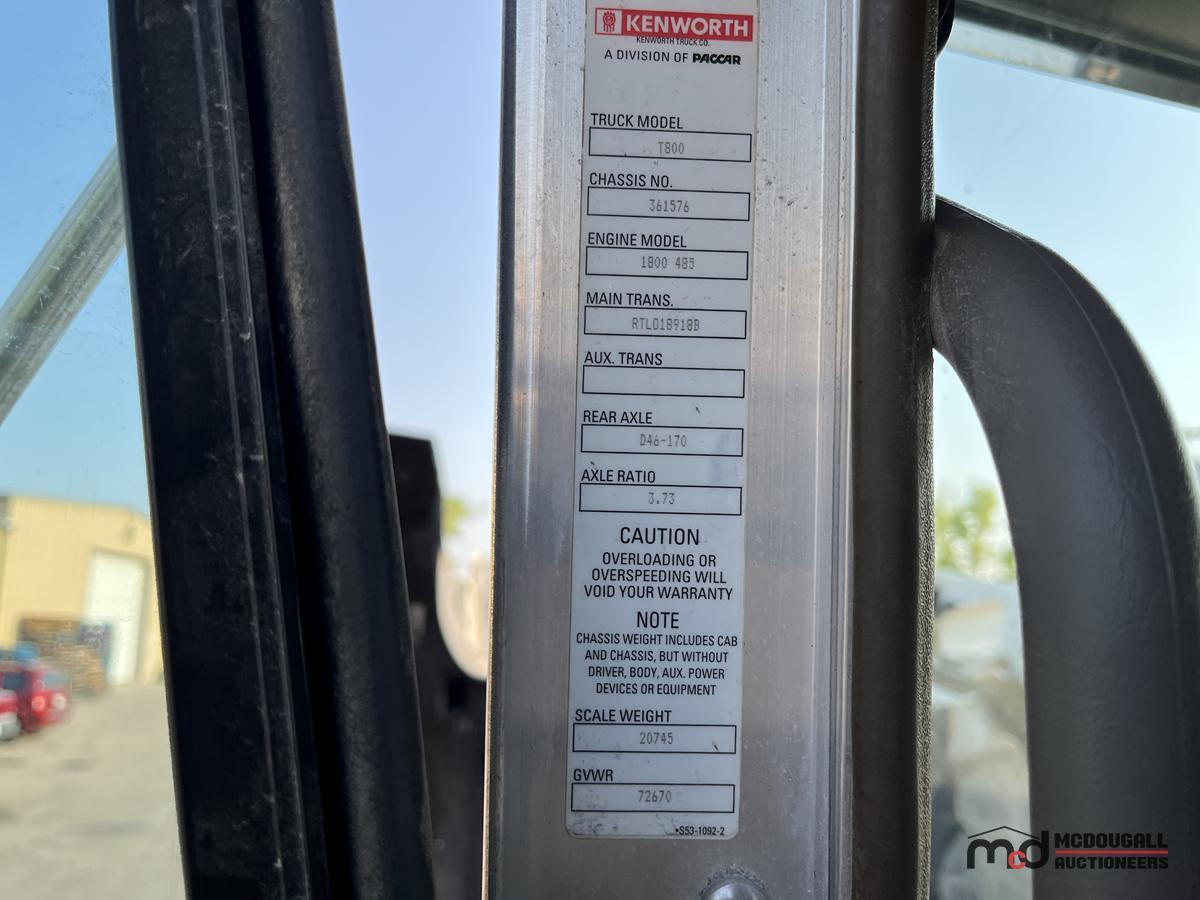 KENWORTH
KENWORTH TRUCK CO.
A DIVISION OF PACCAR
TRUCK MODEL
T800
CHASSIS NO.
361576
ENGINE MODEL
1800 485
MAIN TRANS.
RTLO18918B
AUX. TRANS
REAR AXLE
D46-170
AXLE RATIO
3.73
CAUTION
OVERLOADING OR
OVERSPEEDING WILL
VOID YOUR WARRANTY
NOTE
CHASSIS WEIGHT INCLUDES CAB
AND CHASSIS, BUT WITHOUT
DRIVER, BODY, AUX. POWER
DEVICES OR EQUIPMENT
SCALE WEIGHT
20745
GVWR
72670
•S53-1092-2
mcd MCDOUGALL
AUCTIONEERS